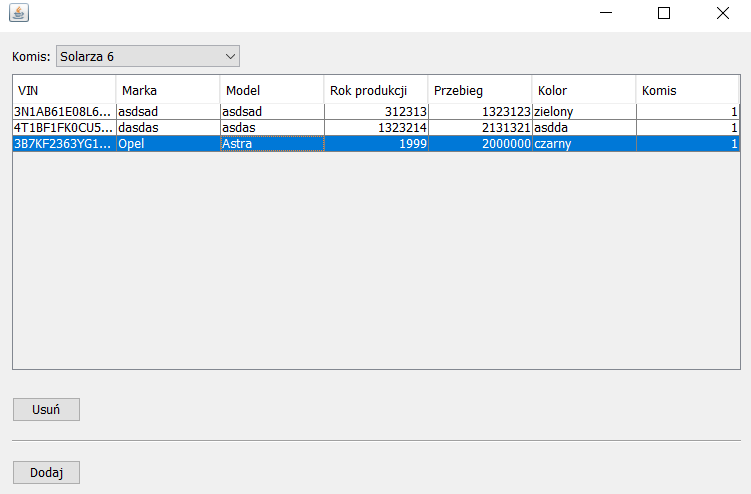 Komis: Solarza 6
VIN Marka Model Rok produkcji Przebieg Kolor Komis
3N1AB61E08L6... asdsad asdsad 312313 1323123 zielony 1
4T1BF1FK0CU5... dasdas asdas 1323214 2131321 asdda 1
3B7KF2363YG1... Opel Astra 1999 2000000 czarny 1
Usuń
Dodaj